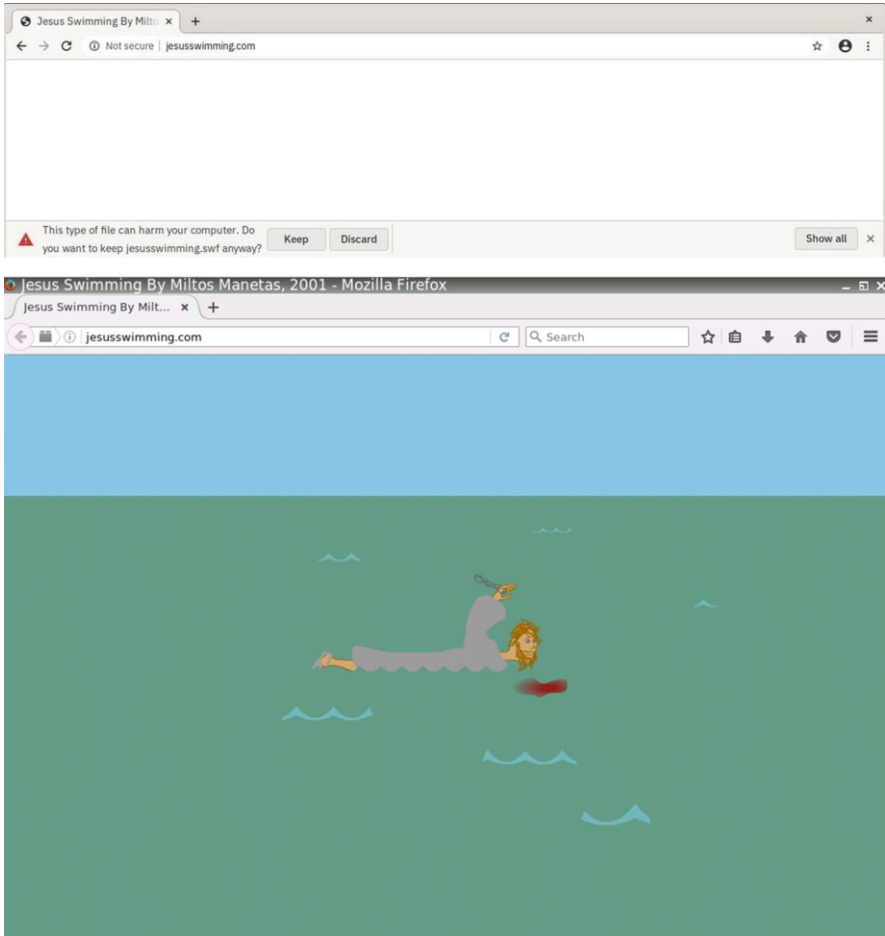 Jesus Swimming By Milto
Not secure | jesusswimming.com
This type of file can harm your computer. Do
you want to keep jesusswimming.swf anyway?
Keep
Discard
Show all
Jesus Swimming By Miltos Manetas, 2001 - Mozilla Firefox
Jesus Swimming By Milt...
jesusswimming.com
Search